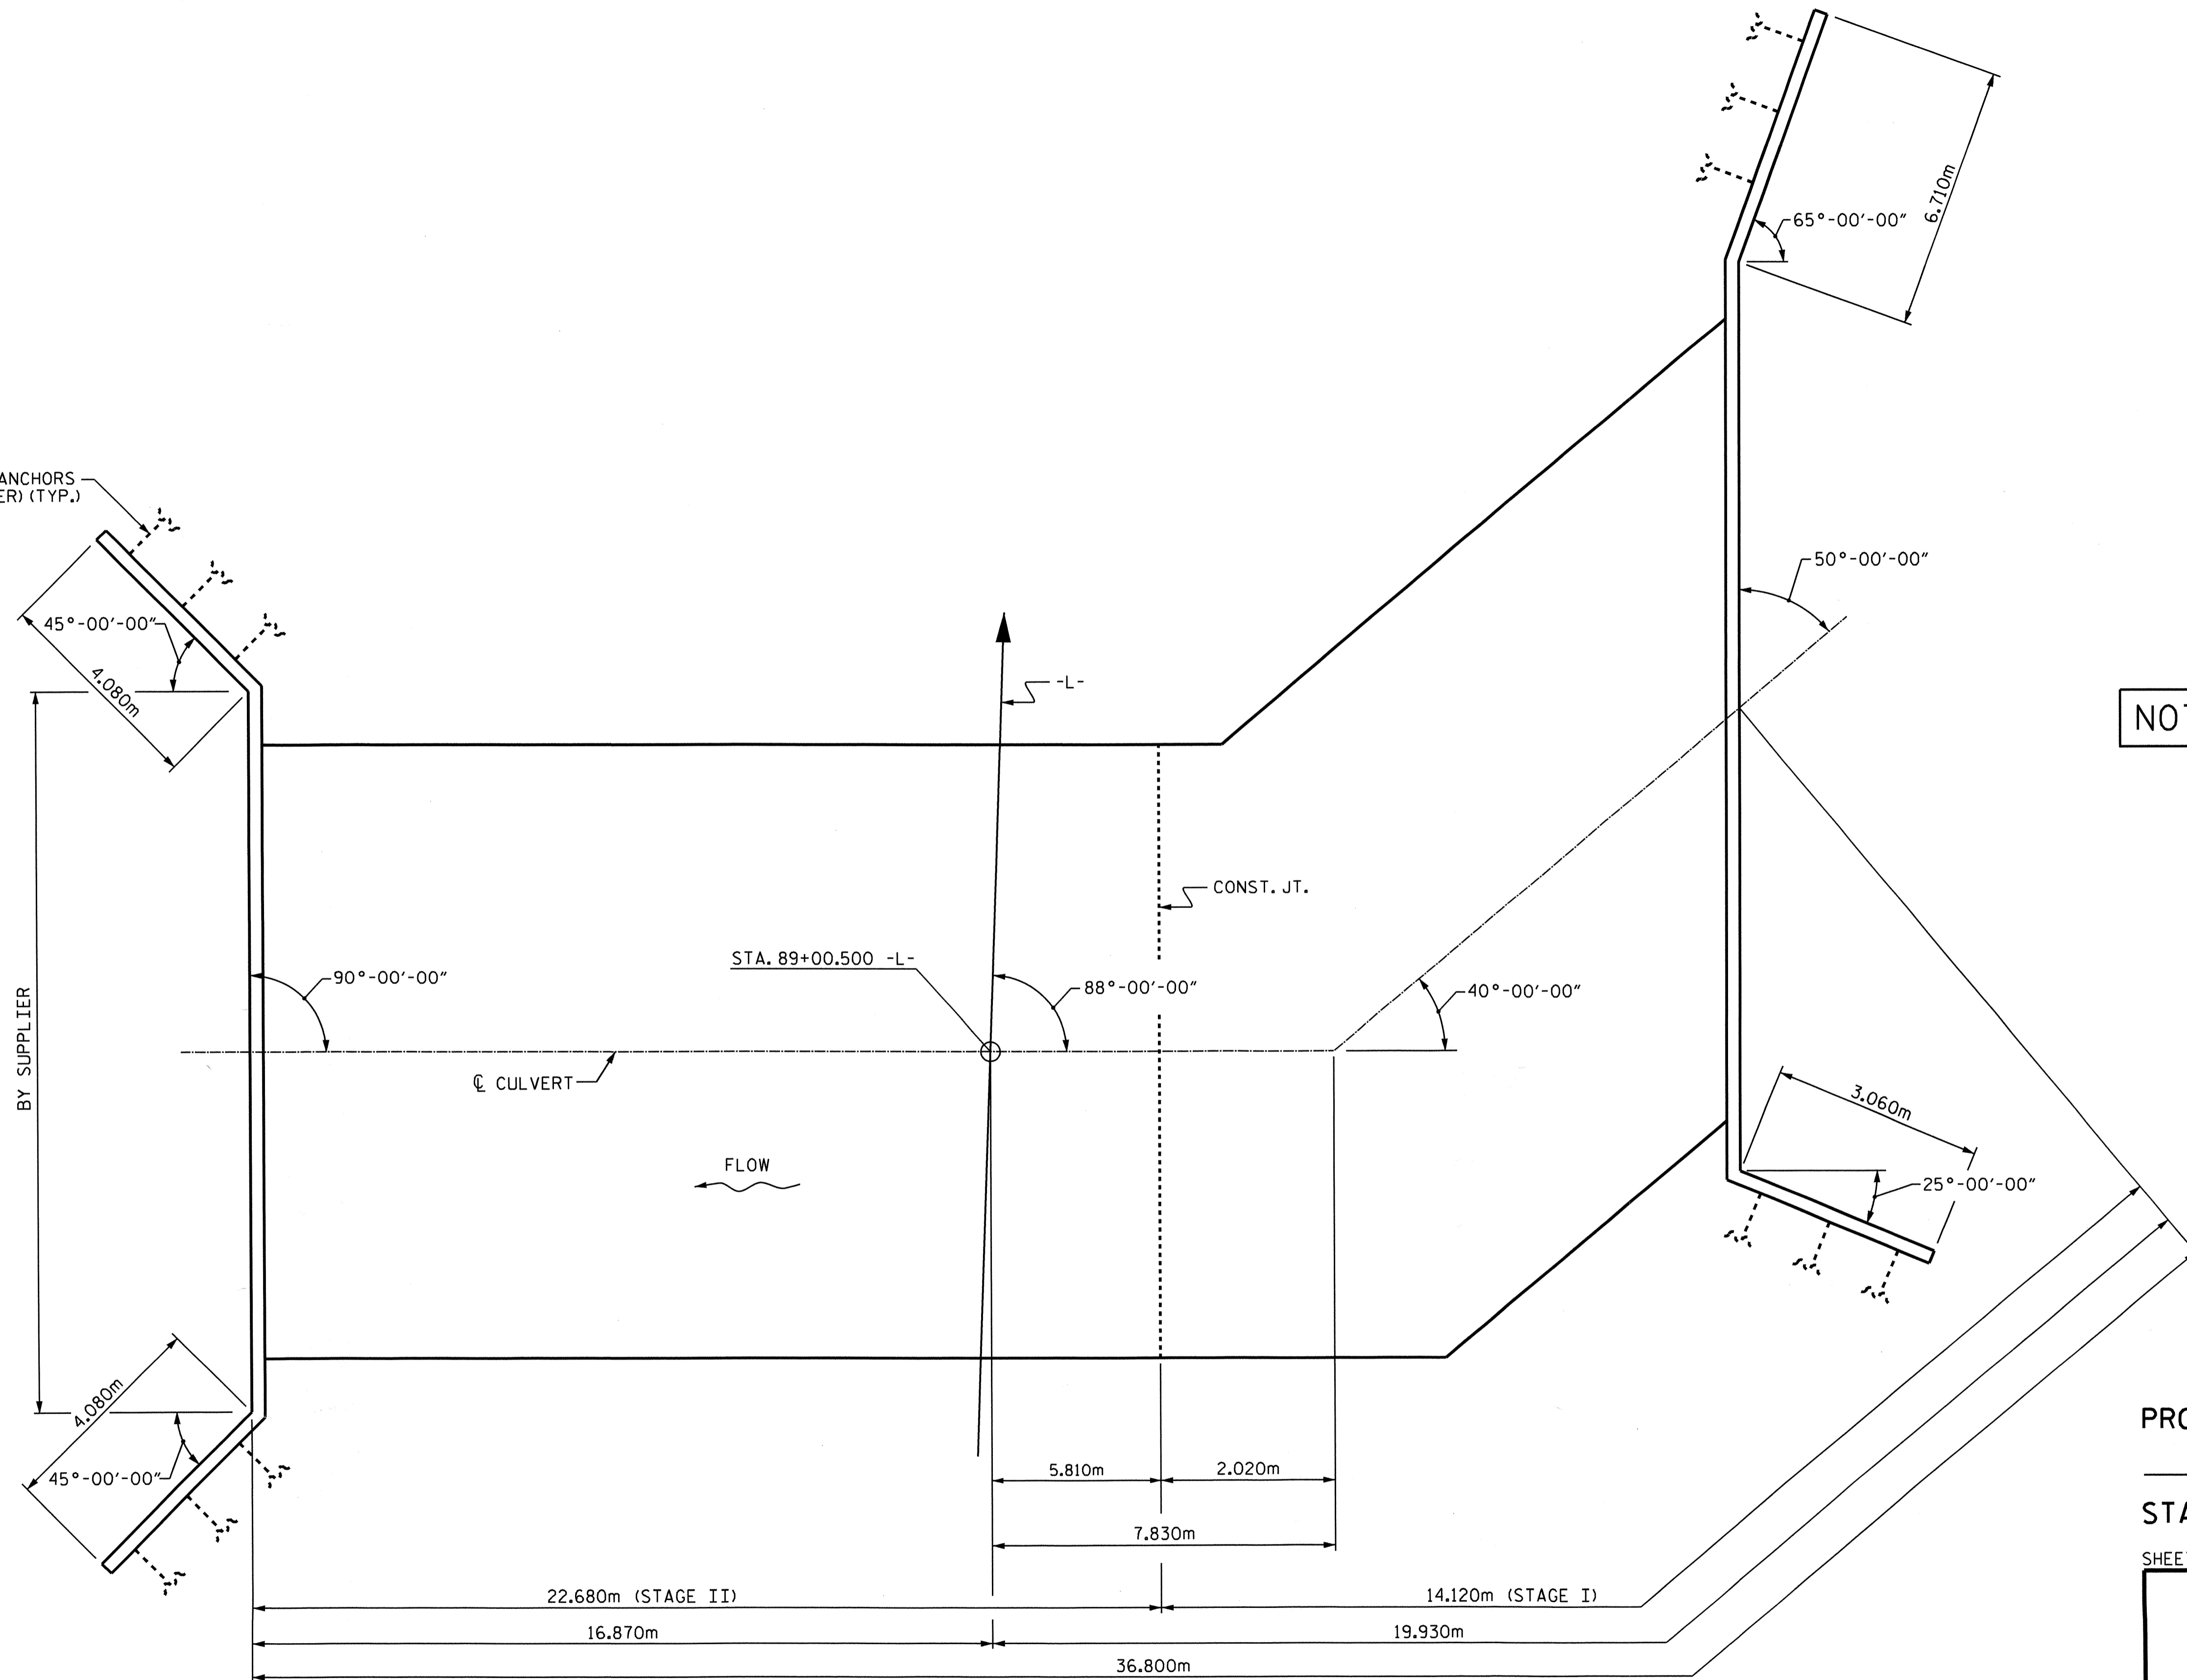 6.710m
65°-00'-00"
ANCHORS
ER) (TYP.)
50°-00'-00"
45°-00'-00"
4.080m
-L-
NOT
CONST. JT.
STA. 89+00.500 -L-
90°-00'-00"
88°-00'-00"
40°-00'-00"
BY SUPPLIER
℄ CULVERT
3.060m
FLOW
25°-00'-00"
4.080m
45°-00'-00"
PRO
5.810m
2.020m
STA
7.830m
SHEE
22.680m (STAGE II)
14.120m (STAGE I)
16.870m
19.930m
36.800m